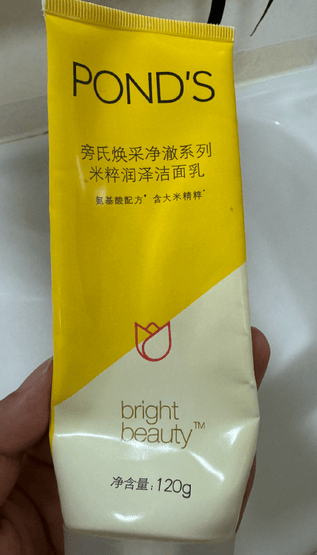 POND'S
旁氏焕采净澈系列
米粹润泽洁面乳
氨基酸配方* 含大米精粹*
bright
beauty™
净含量:120g